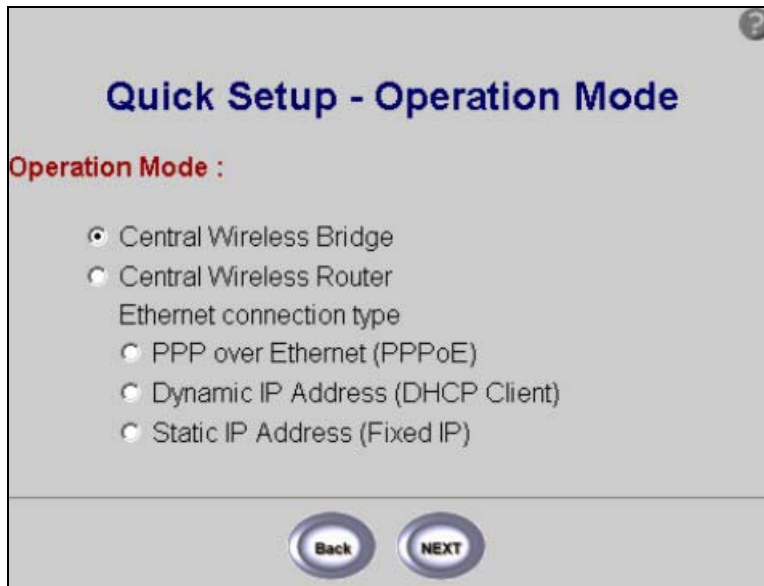 ?
Quick Setup - Operation Mode
Operation Mode :
Central Wireless Bridge
Central Wireless Router
Ethernet connection type
PPP over Ethernet (PPPoE)
Dynamic IP Address (DHCP Client)
Static IP Address (Fixed IP)
Back NEXT